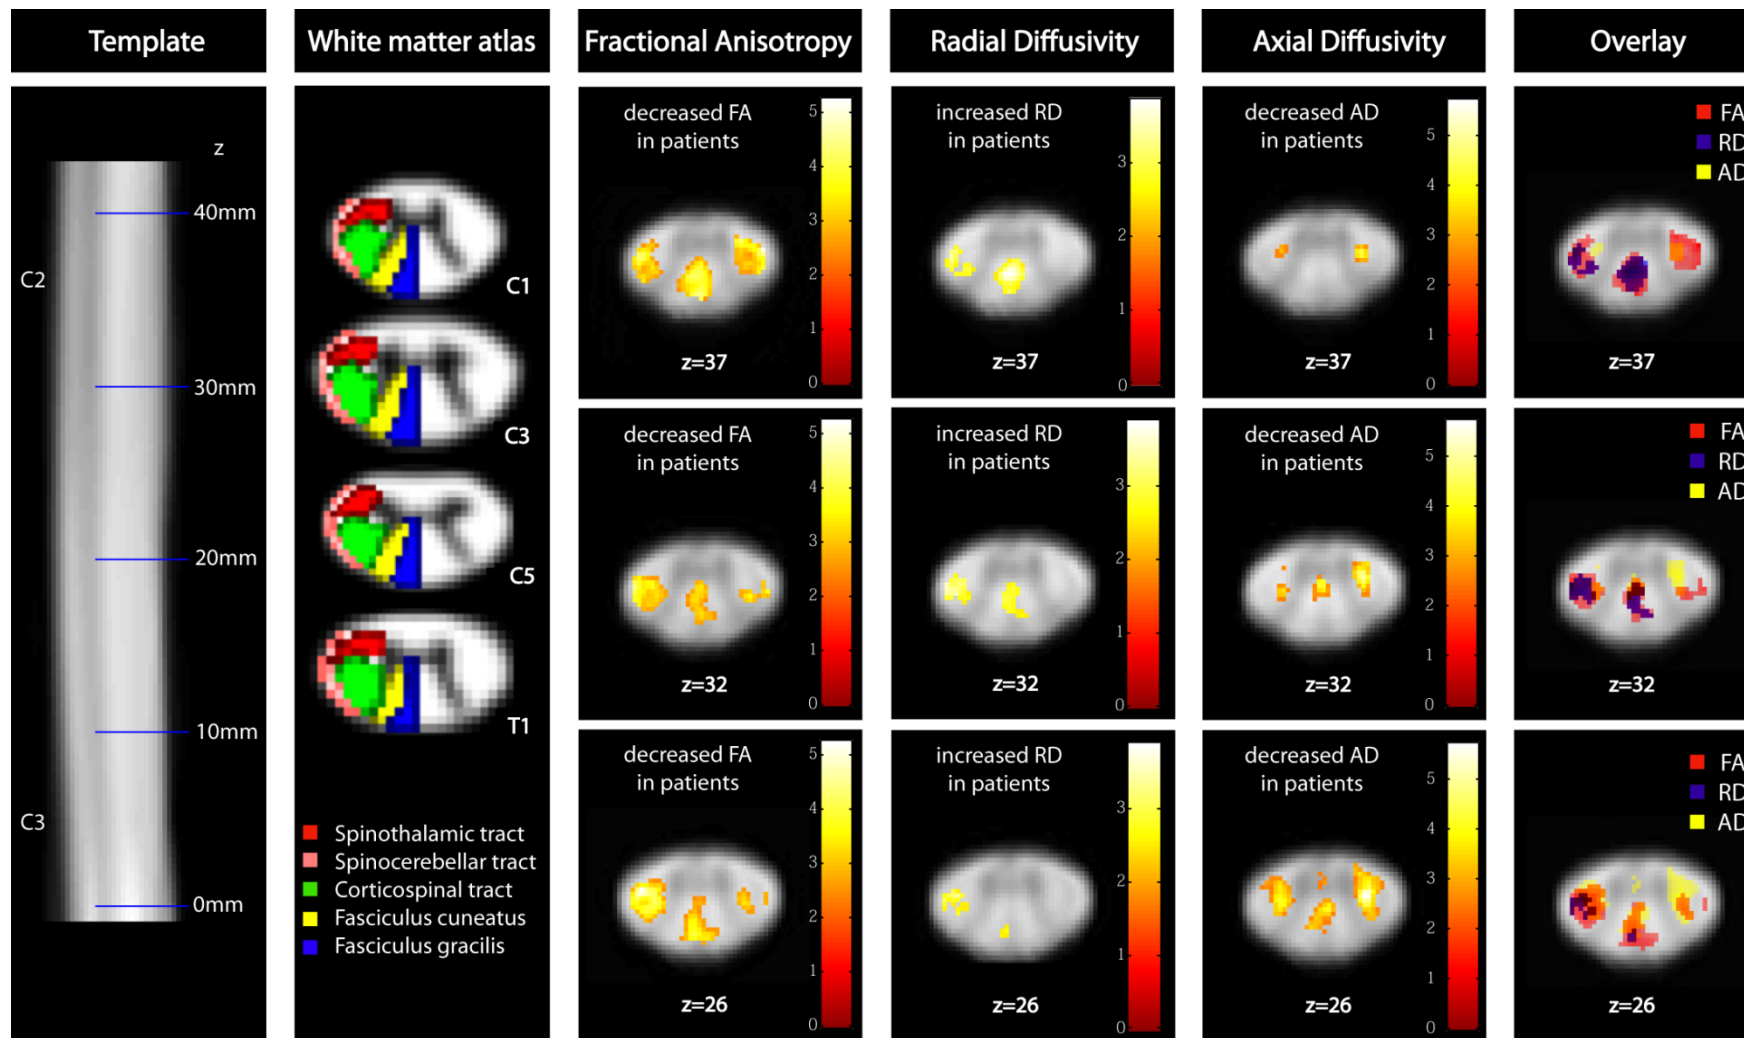 Template
White matter atlas
Fractional Anisotropy
Radial Diffusivity
Axial Diffusivity
Overlay
z
40mm
C2
30mm
20mm
10mm
C3
0mm
C1
C3
C5
T1
Spinothalamic tract
Spinocerebellar tract
Corticospinal tract
Fasciculus cuneatus
Fasciculus gracilis
decreased FA
in patients
5
4
3
2
1
0
z=37
increased RD
in patients
3
2
1
0
z=37
decreased AD
in patients
5
4
3
2
1
0
z=37
FA
RD
AD
z=37
decreased FA
in patients
5
4
3
2
1
0
z=32
increased RD
in patients
3
2
1
0
z=32
decreased AD
in patients
5
4
3
2
1
0
z=32
FA
RD
AD
z=32
decreased FA
in patients
5
4
3
2
1
0
z=26
increased RD
in patients
3
2
1
0
z=26
decreased AD
in patients
5
4
3
2
1
0
z=26
FA
RD
AD
z=26